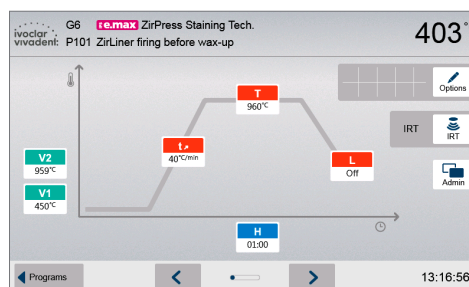 ivoclar
vivadent:
G6 e.max ZirPress Staining Tech.
P101 ZirLiner firing before wax-up
403°
Options
T
960°C
IRT
IRT
t↗
40°C/min
V2
959°C
L
Off
Admin
V1
450°C
H
01:00
Programs
13:16:56